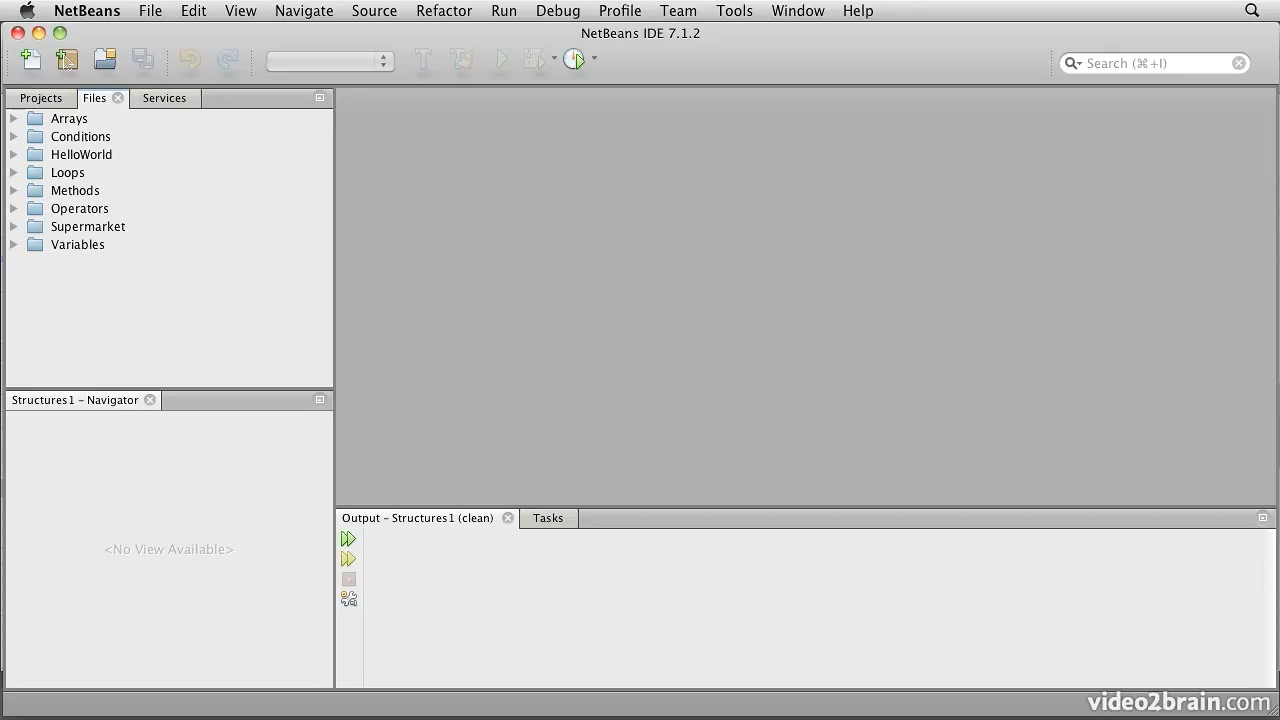 NetBeans File Edit View Navigate Source Refactor Run Debug Profile Team Tools Window Help
NetBeans IDE 7.1.2
Search (⌘+I)
Projects Files Services
Arrays
Conditions
HelloWorld
Loops
Methods
Operators
Supermarket
Variables
Structures1 – Navigator
<No View Available>
Output – Structures1 (clean) Tasks
video2brain.com